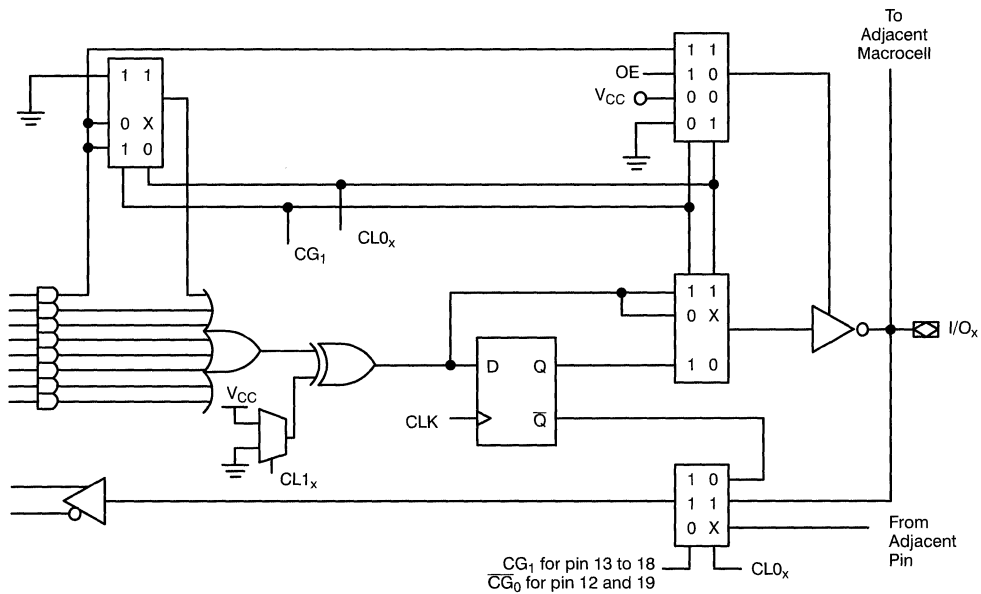 To
Adjacent
Macrocell
1 1
OE 1 0
VCC 0 0
0 1
1 1
0 X
1 0
CG1
CL0x
1 1
0 X
1 0
I/Ox
D Q
CLK Q̅
VCC
CL1x
1 0
1 1
0 X
From
Adjacent
Pin
CG1 for pin 13 to 18
C̅G̅0 for pin 12 and 19
CL0x